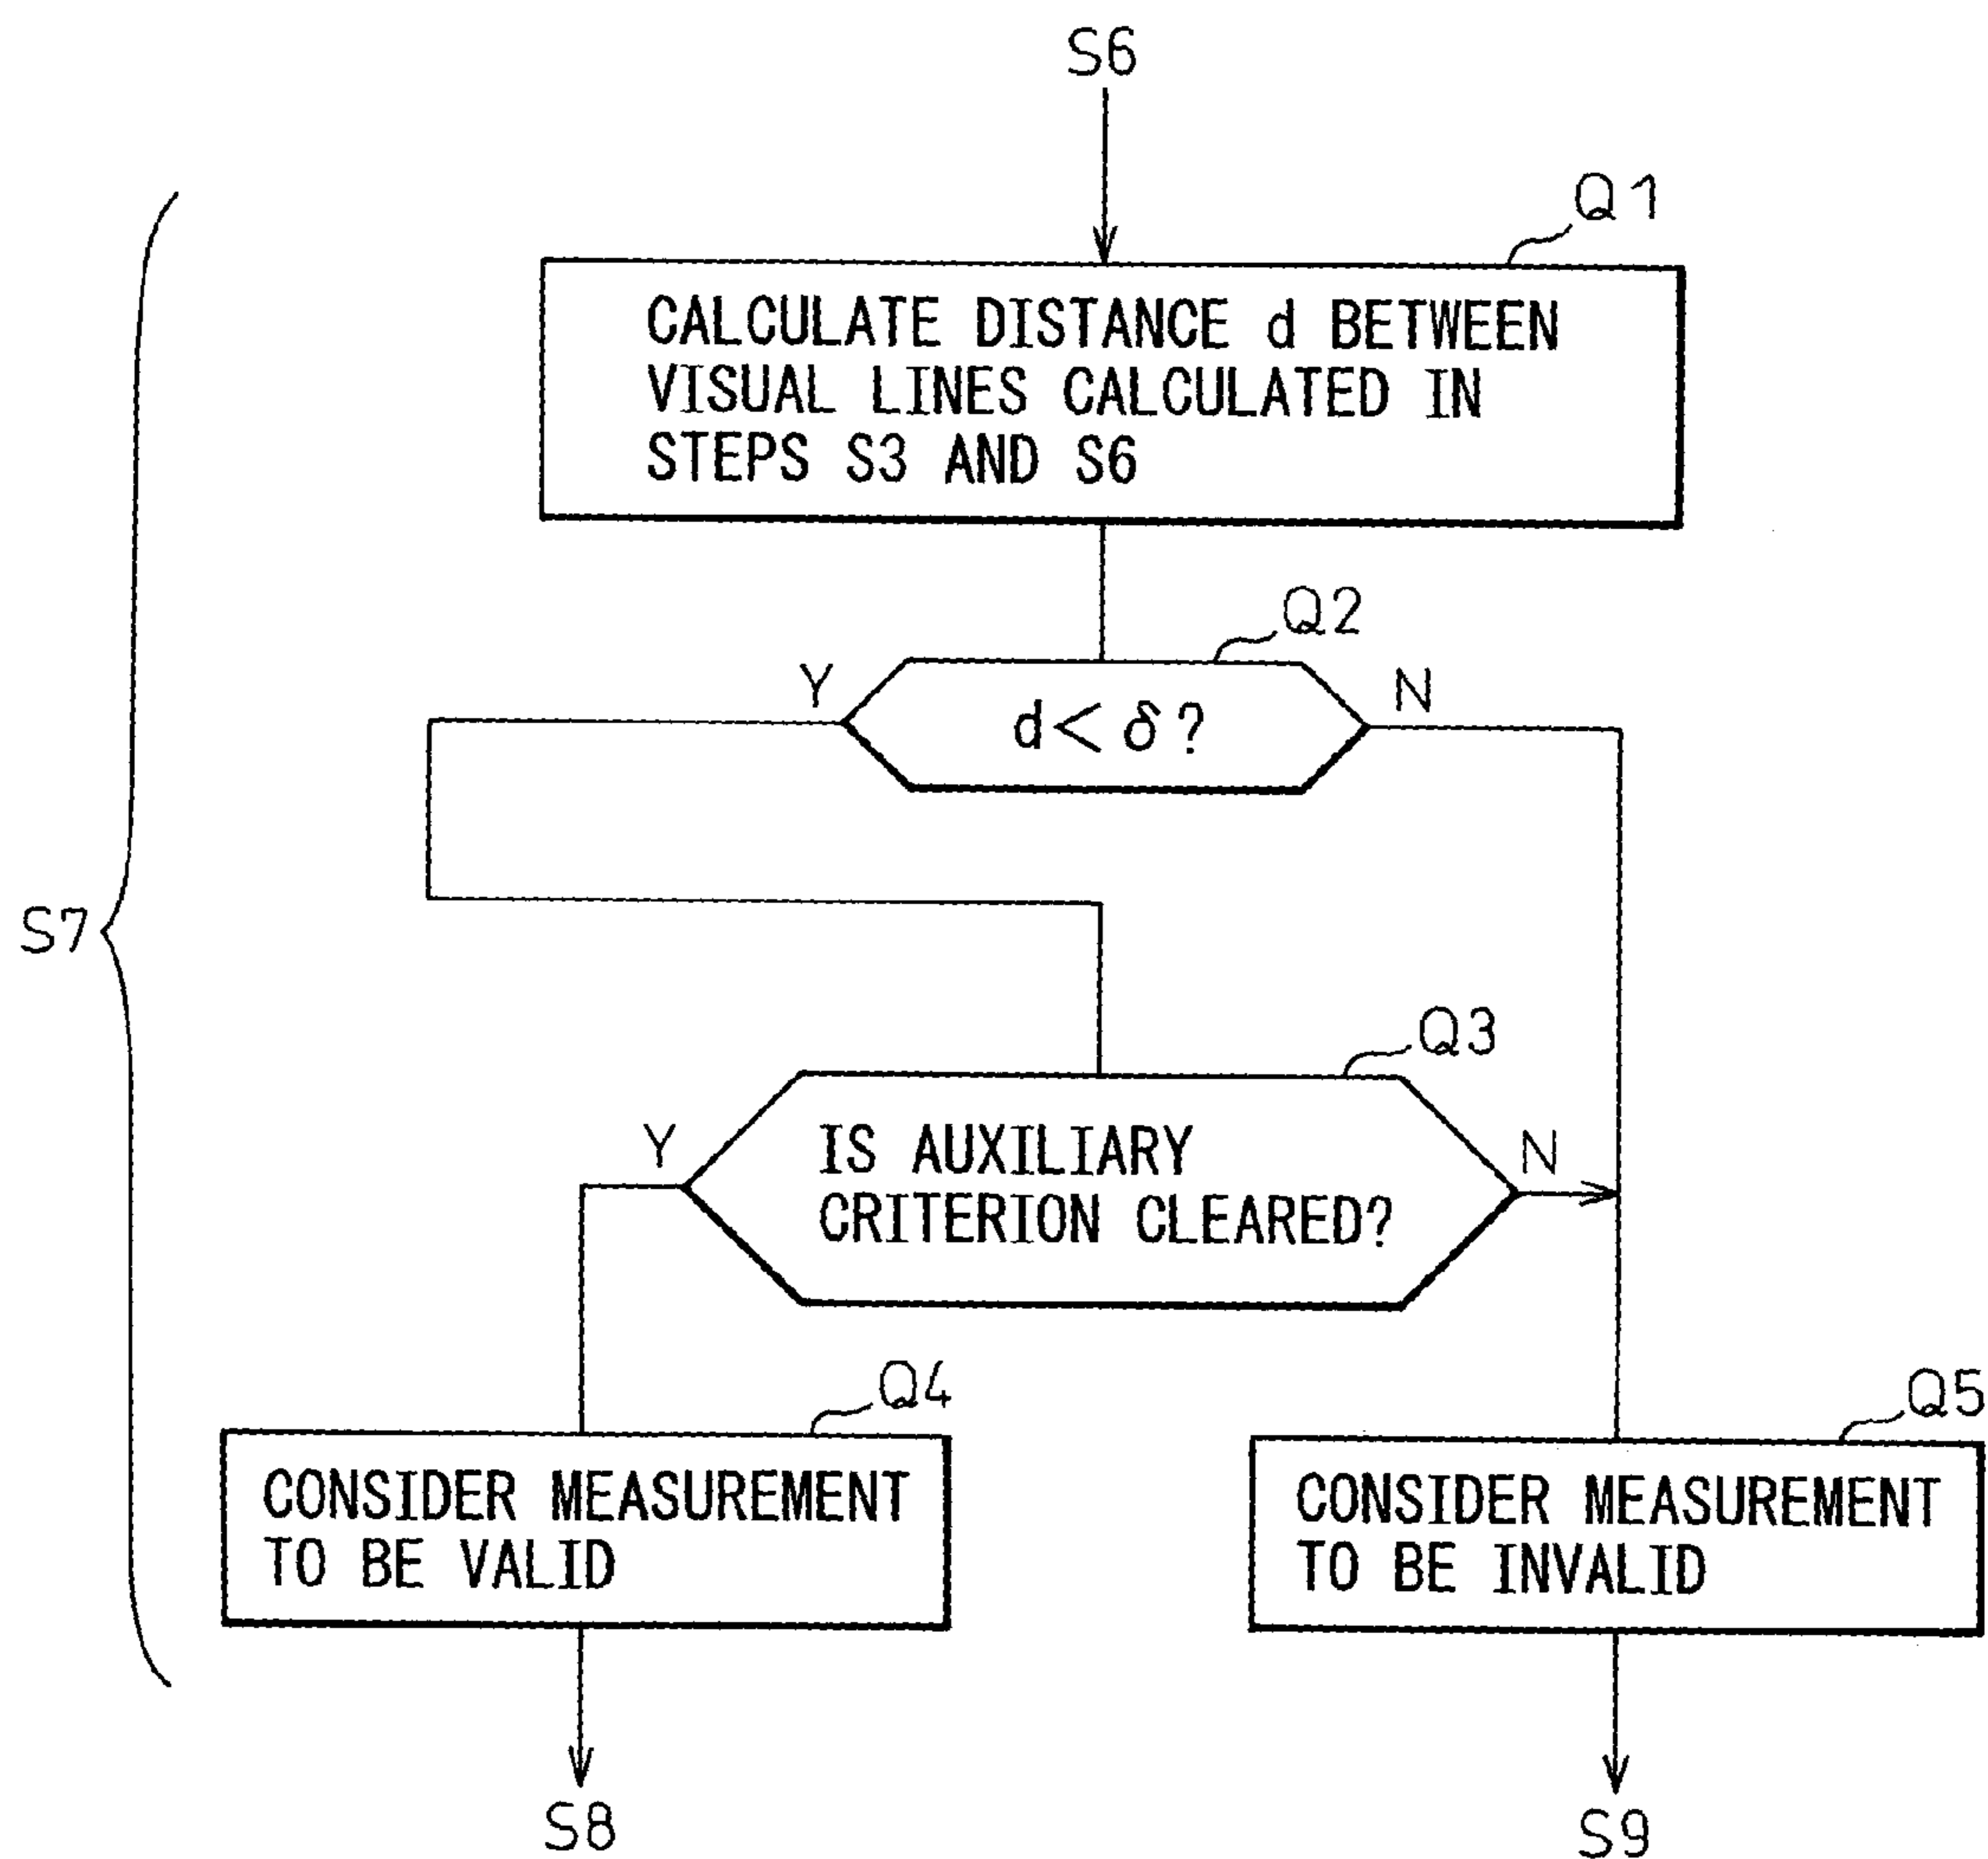 S6
Q1
CALCULATE DISTANCE d BETWEEN
VISUAL LINES CALCULATED IN
STEPS S3 AND S6
Q2
Y
N
d< δ?
S7
Q3
Y
N
IS AUXILIARY
CRITERION CLEARED?
Q4
Q5
CONSIDER MEASUREMENT
TO BE VALID
CONSIDER MEASUREMENT
TO BE INVALID
S8
S9